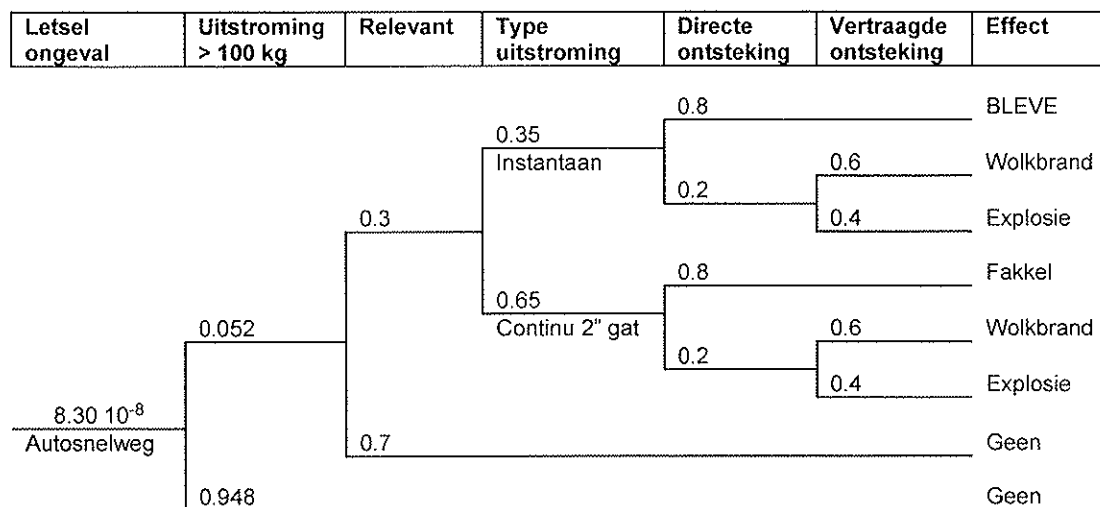 Letsel ongeval
Uitstroming > 100 kg
Relevant
Type uitstroming
Directe ontsteking
Vertraagde ontsteking
Effect
0.8
BLEVE
0.35
Instantaan
0.6
Wolkbrand
0.2
0.4
Explosie
0.3
0.8
Fakkel
0.65
Continu 2" gat
0.6
Wolkbrand
0.052
0.2
0.4
Explosie
8.30 10-8
Autosnelweg
0.7
Geen
0.948
Geen